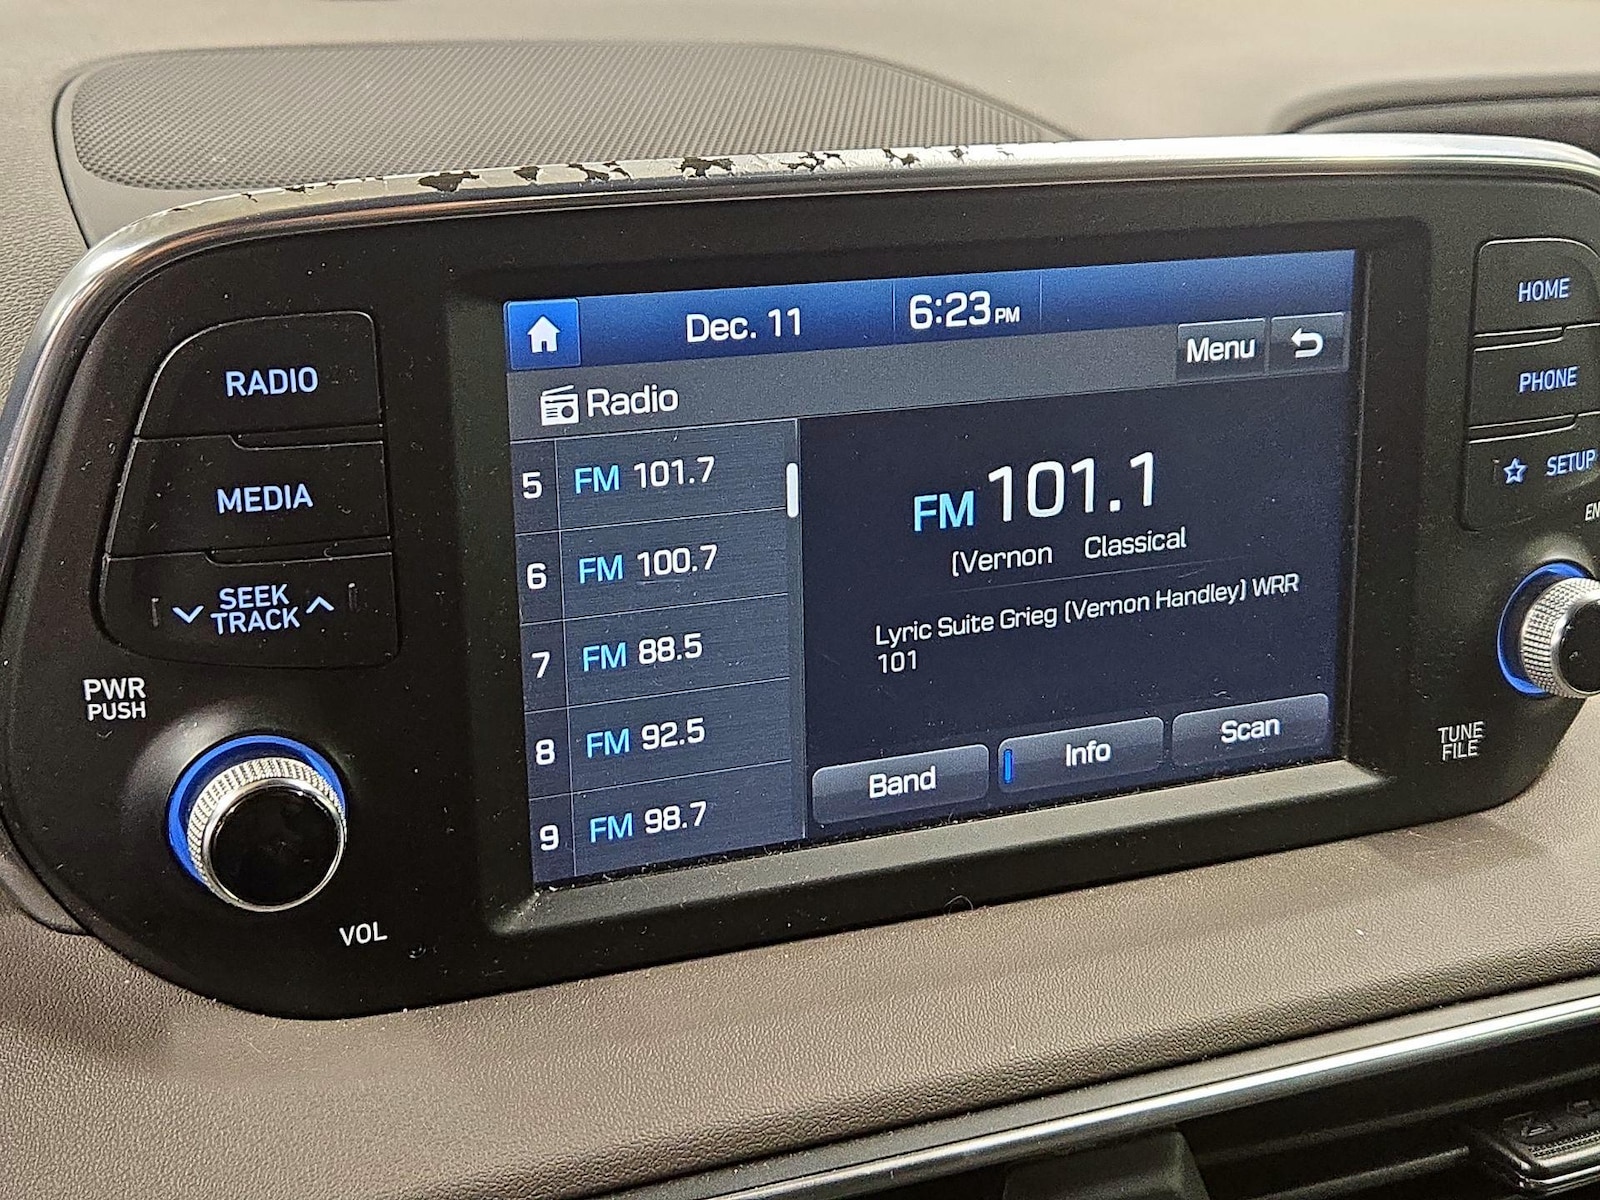 Dec. 11
6:23 PM
Menu
Radio
5 FM 101.7
6 FM 100.7
7 FM 88.5
8 FM 92.5
9 FM 98.7
FM 101.1
(Vernon Classical
Lyric Suite Grieg (Vernon Handley) WRR
101
Band
Info
Scan
RADIO
MEDIA
SEEK
TRACK
PWR
PUSH
VOL
HOME
PHONE
SETUP
TUNE
FILE